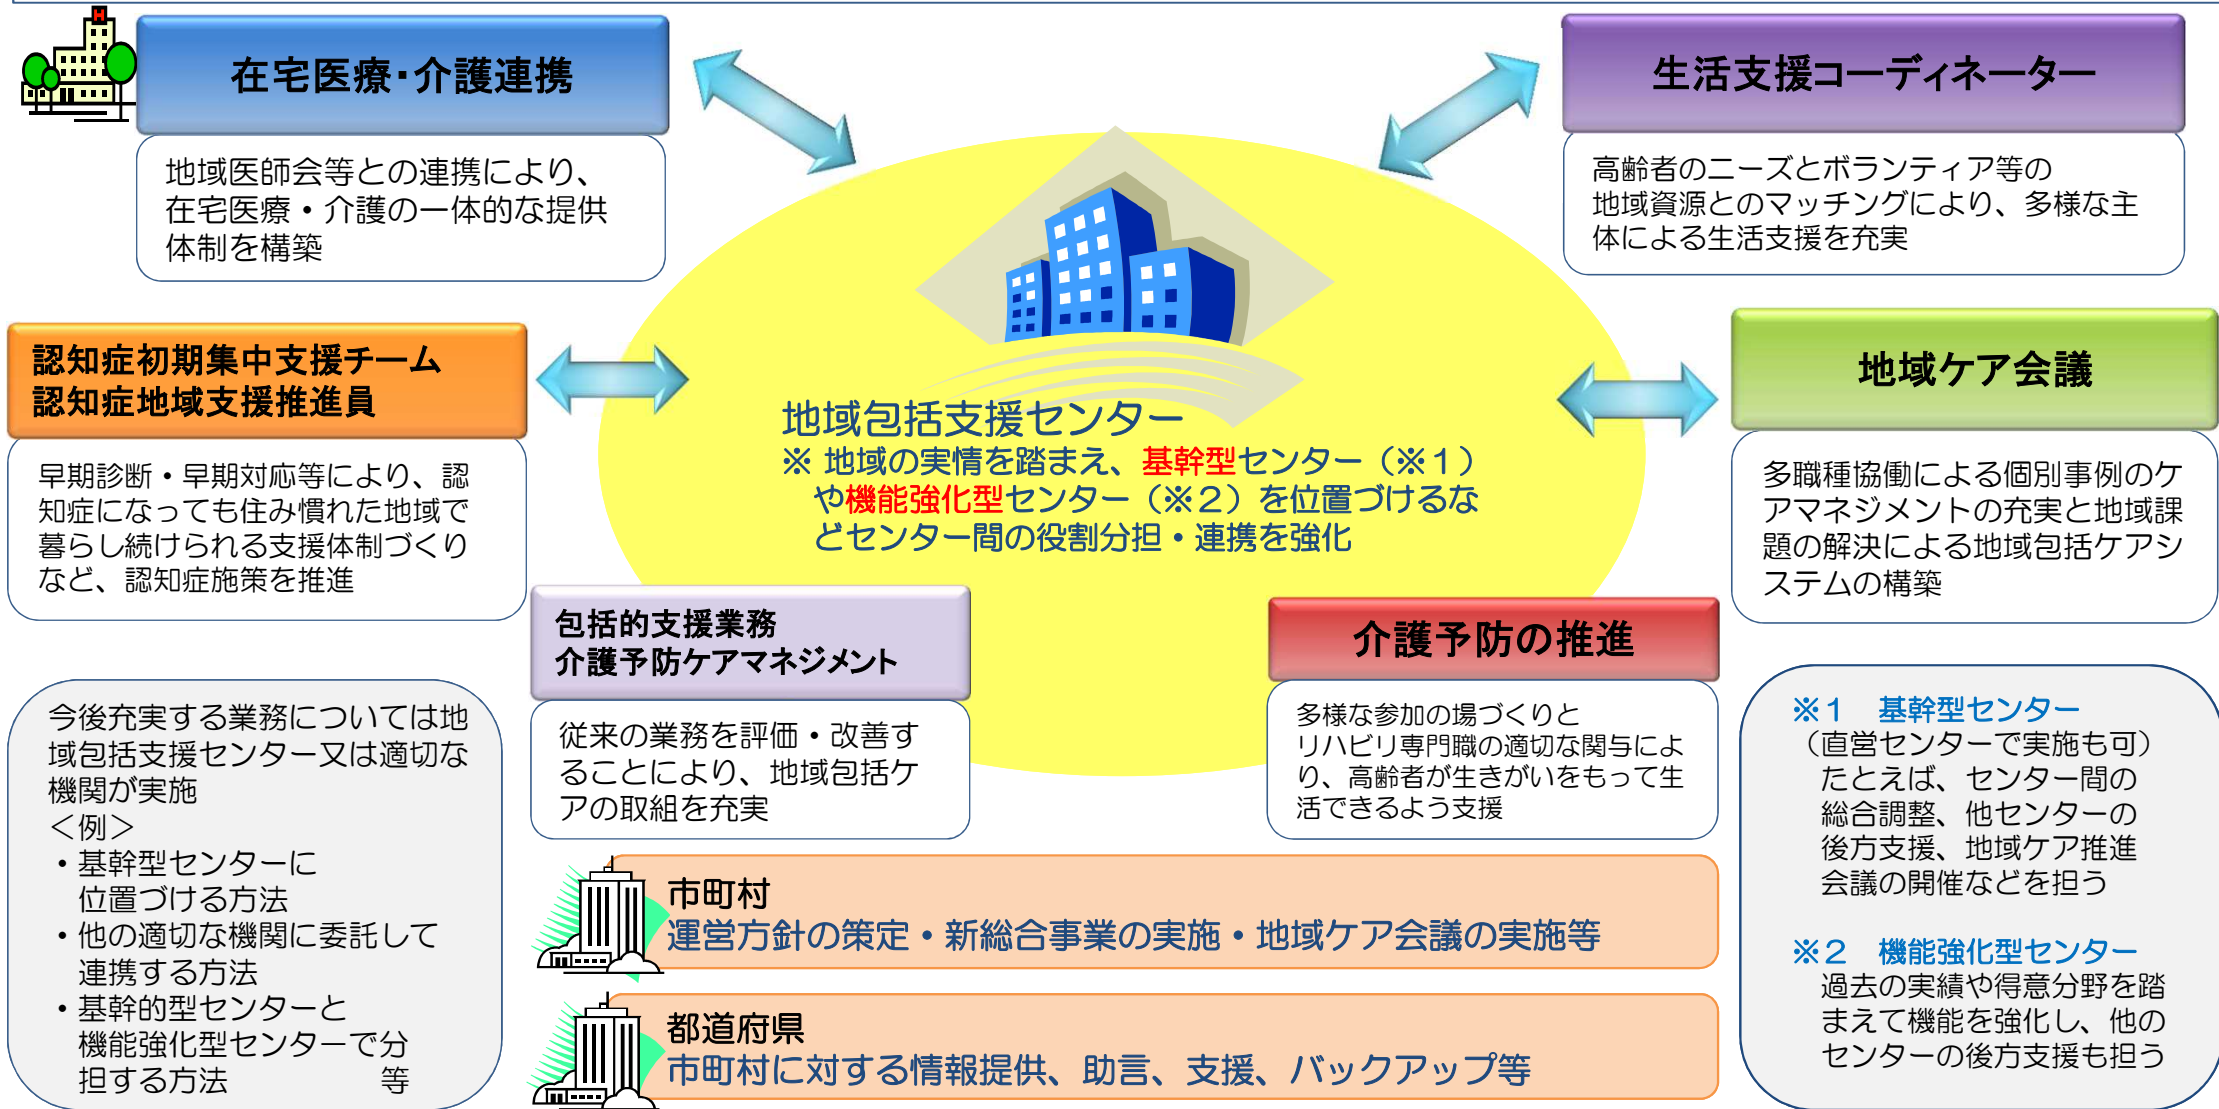 在宅医療・介護連携
地域医師会等との連携により、
在宅医療・介護の一体的な提供
体制を構築
生活支援コーディネーター
高齢者のニーズとボランティア等の
地域資源とのマッチングにより、多様な主
体による生活支援を充実
認知症初期集中支援チーム
認知症地域支援推進員
早期診断・早期対応等により、認
知症になっても住み慣れた地域で
暮らし続けられる支援体制づくり
など、認知症施策を推進
地域包括支援センター
※ 地域の実情を踏まえ、基幹型センター（※１）
や機能強化型センター（※２）を位置づけるな
どセンター間の役割分担・連携を強化
地域ケア会議
多職種協働による個別事例のケ
アマネジメントの充実と地域課
題の解決による地域包括ケアシ
ステムの構築
包括的支援業務
介護予防ケアマネジメント
従来の業務を評価・改善す
ることにより、地域包括ケ
アの取組を充実
介護予防の推進
多様な参加の場づくりと
リハビリ専門職の適切な関与によ
り、高齢者が生きがいをもって生
活できるよう支援
今後充実する業務については地
域包括支援センター又は適切な
機関が実施
＜例＞
・基幹型センターに
位置づける方法
・他の適切な機関に委託して
連携する方法
・基幹的型センターと
機能強化型センターで分
担する方法 等
※１ 基幹型センター
（直営センターで実施も可）
たとえば、センター間の
総合調整、他センターの
後方支援、地域ケア推進
会議の開催などを担う
※２ 機能強化型センター
過去の実績や得意分野を踏
まえて機能を強化し、他の
センターの後方支援も担う
市町村
運営方針の策定・新総合事業の実施・地域ケア会議の実施等
都道府県
市町村に対する情報提供、助言、支援、バックアップ等
H